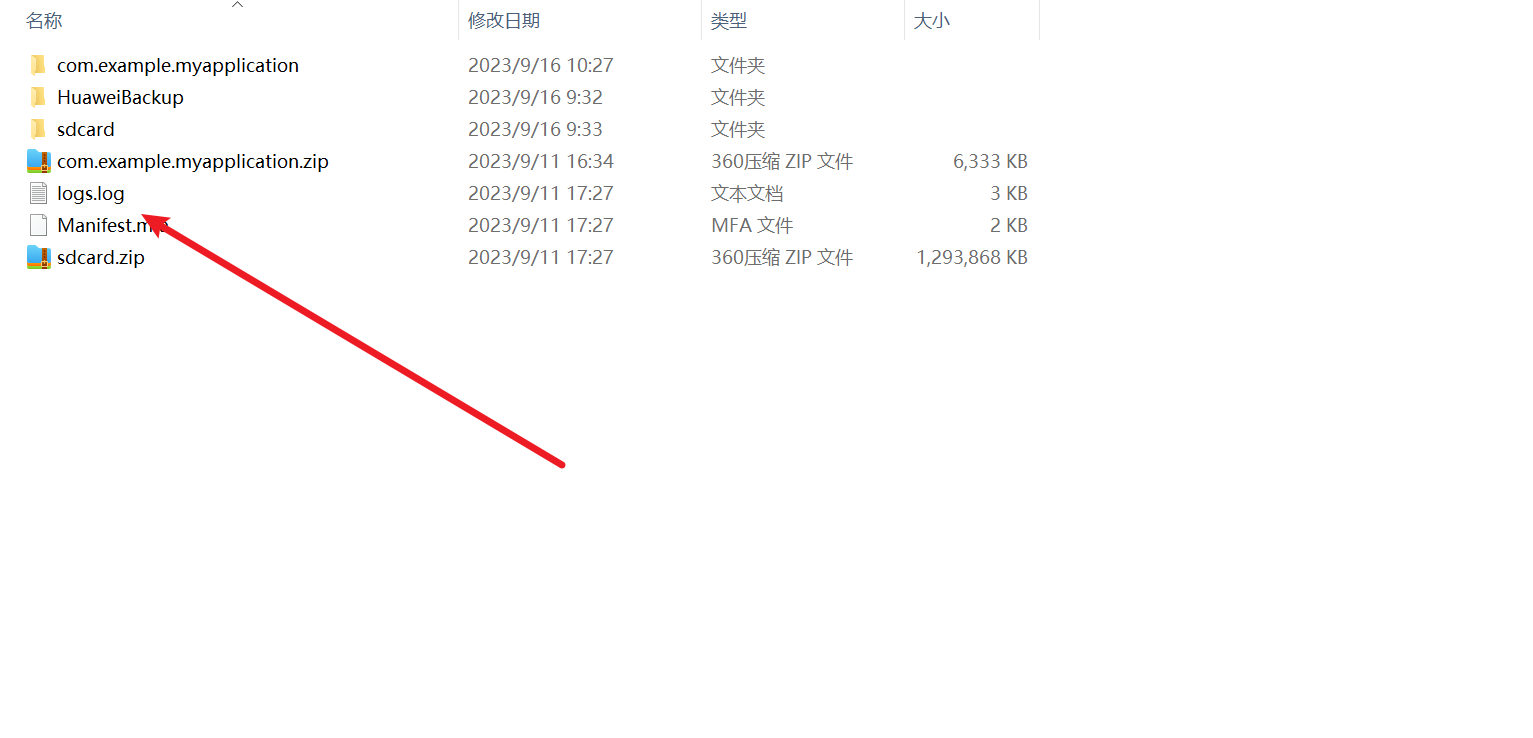 名称 修改日期 类型 大小
com.example.myapplication 2023/9/16 10:27 文件夹
HuaweiBackup 2023/9/16 9:32 文件夹
sdcard 2023/9/16 9:33 文件夹
com.example.myapplication.zip 2023/9/11 16:34 360压缩 ZIP 文件 6,333 KB
logs.log 2023/9/11 17:27 文本文档 3 KB
Manifest.mfa 2023/9/11 17:27 MFA 文件 2 KB
sdcard.zip 2023/9/11 17:27 360压缩 ZIP 文件 1,293,868 KB